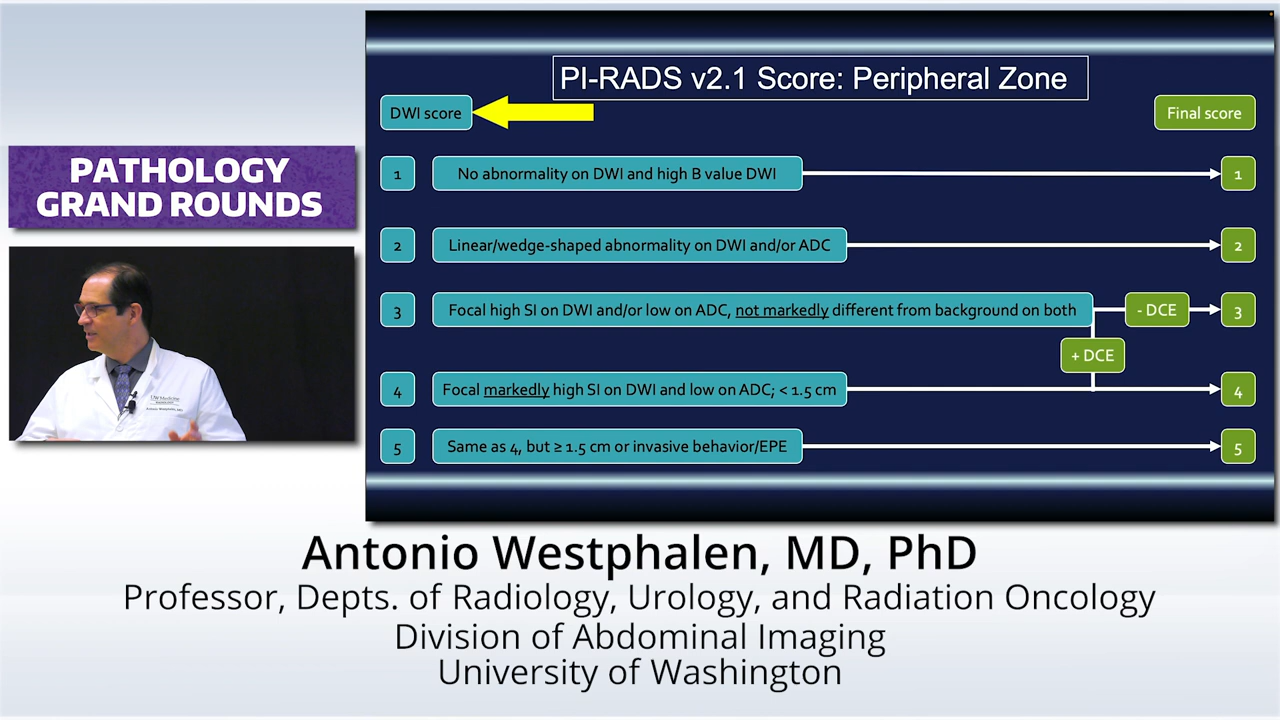 PATHOLOGY
GRAND ROUNDS
PI-RADS v2.1 Score: Peripheral Zone
DWI score
Final score
1 No abnormality on DWI and high B value DWI 1
2 Linear/wedge-shaped abnormality on DWI and/or ADC 2
3 Focal high SI on DWI and/or low on ADC, not markedly different from background on both - DCE 3
+ DCE
4 Focal markedly high SI on DWI and low on ADC; < 1.5 cm 4
5 Same as 4, but ≥ 1.5 cm or invasive behavior/EPE 5
UW Medicine
Antonio Westphalen, MD, PhD
Professor, Depts. of Radiology, Urology, and Radiation Oncology
Division of Abdominal Imaging
University of Washington